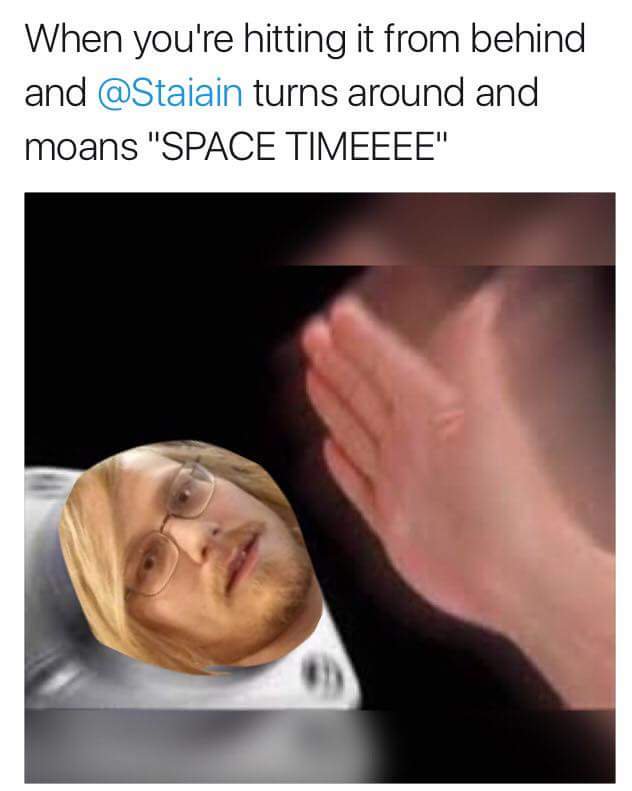 When you're hitting it from behind
and @Staiain turns around and
moans "SPACE TIMEEEE"